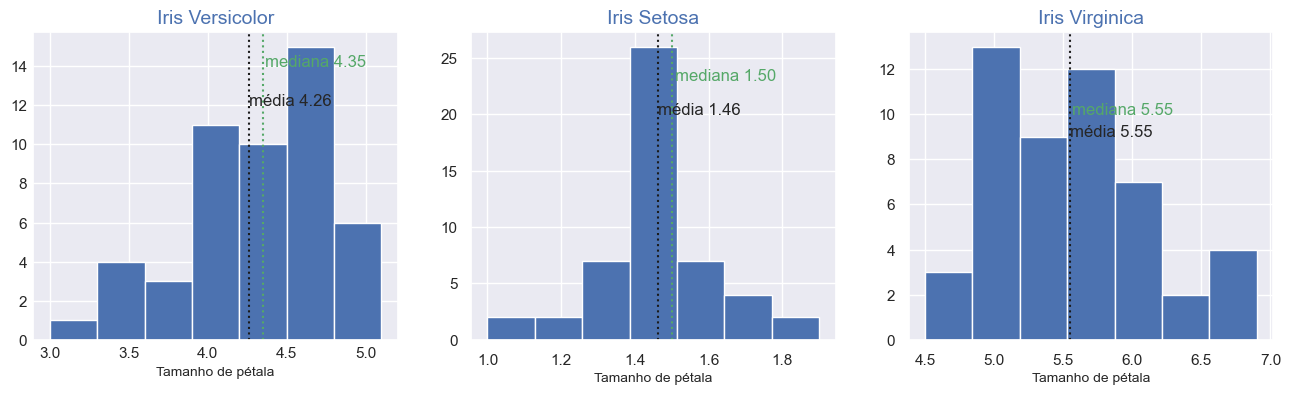 Iris Versicolor
14
12
10
8
6
4
2
0
mediana 4.35
média 4.26
3.0 3.5 4.0 4.5 5.0
Tamanho de pétala
Iris Setosa
25
20
15
10
5
0
mediana 1.50
média 1.46
1.0 1.2 1.4 1.6 1.8
Tamanho de pétala
Iris Virginica
12
10
8
6
4
2
0
mediana 5.55
média 5.55
4.5 5.0 5.5 6.0 6.5 7.0
Tamanho de pétala